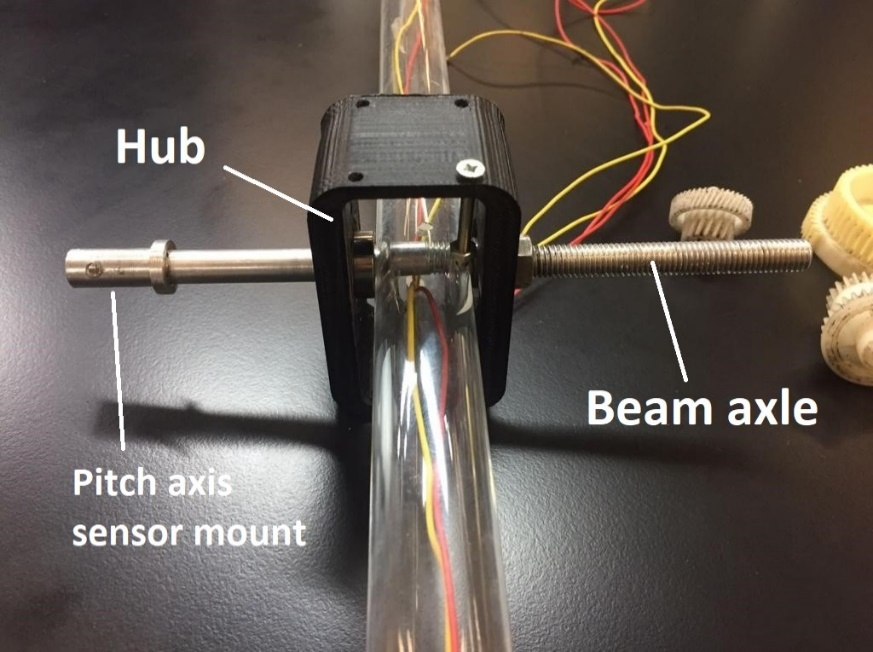 Hub
Beam axle
Pitch axis
sensor mount